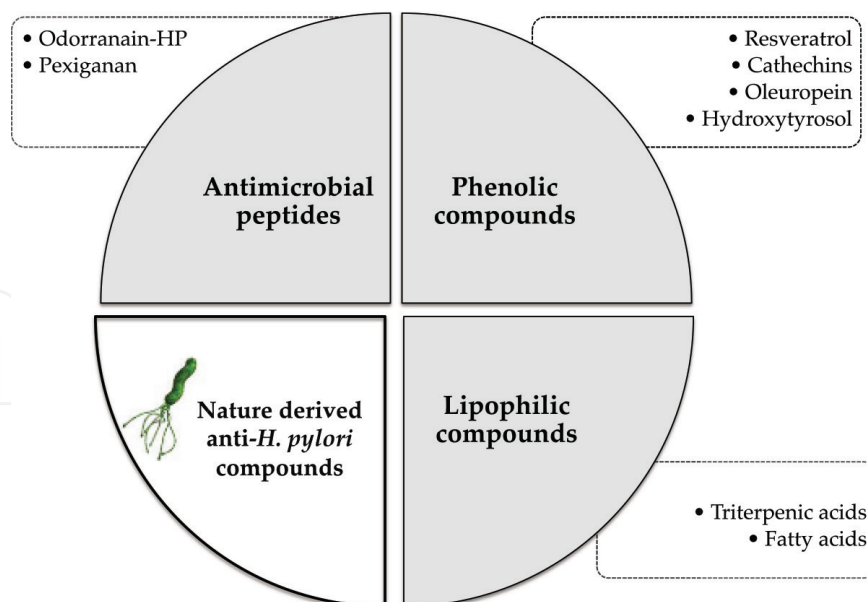 • Odorranain-HP
• Pexiganan
• Resveratrol
• Cathechins
• Oleuropein
• Hydroxytyrosol
Antimicrobial
peptides
Phenolic
compounds
Nature derived
anti-H. pylori
compounds
Lipophilic
compounds
• Triterpenic acids
• Fatty acids